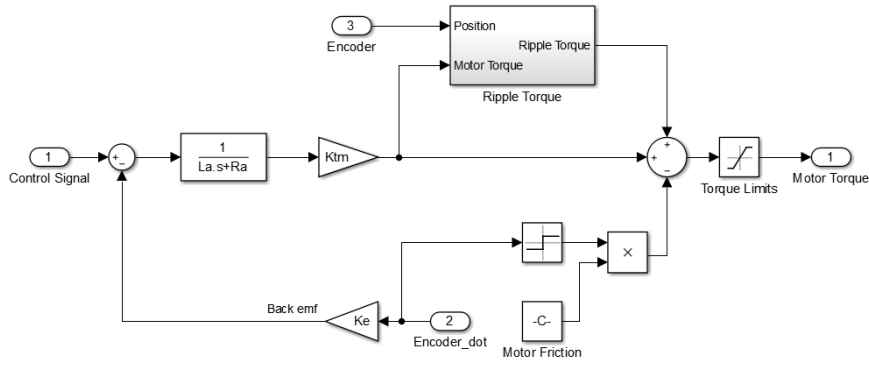 3
Encoder
Position
Ripple Torque
Motor Torque
Ripple Torque
1
Control Signal
+
−
1
La.s+Ra
Ktm
+
+
−
Torque Limits
1
Motor Torque
×
Back emf
Ke
2
Encoder_dot
-C-
Motor Friction